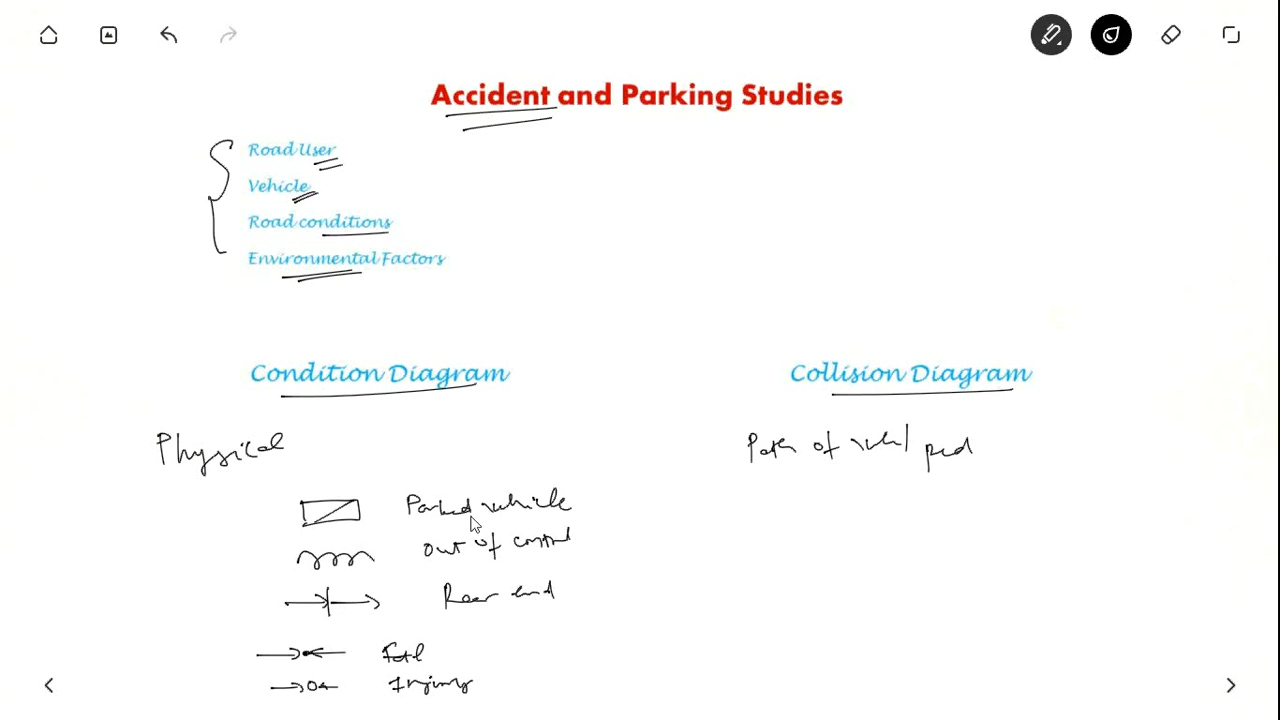 Accident and Parking Studies
Road User
Vehicle
Road conditions
Environmental Factors
Condition Diagram
Collision Diagram
Physical
Path of veh/ ped
Parked vehicle
out of control
Rear end
Fatal
Injury